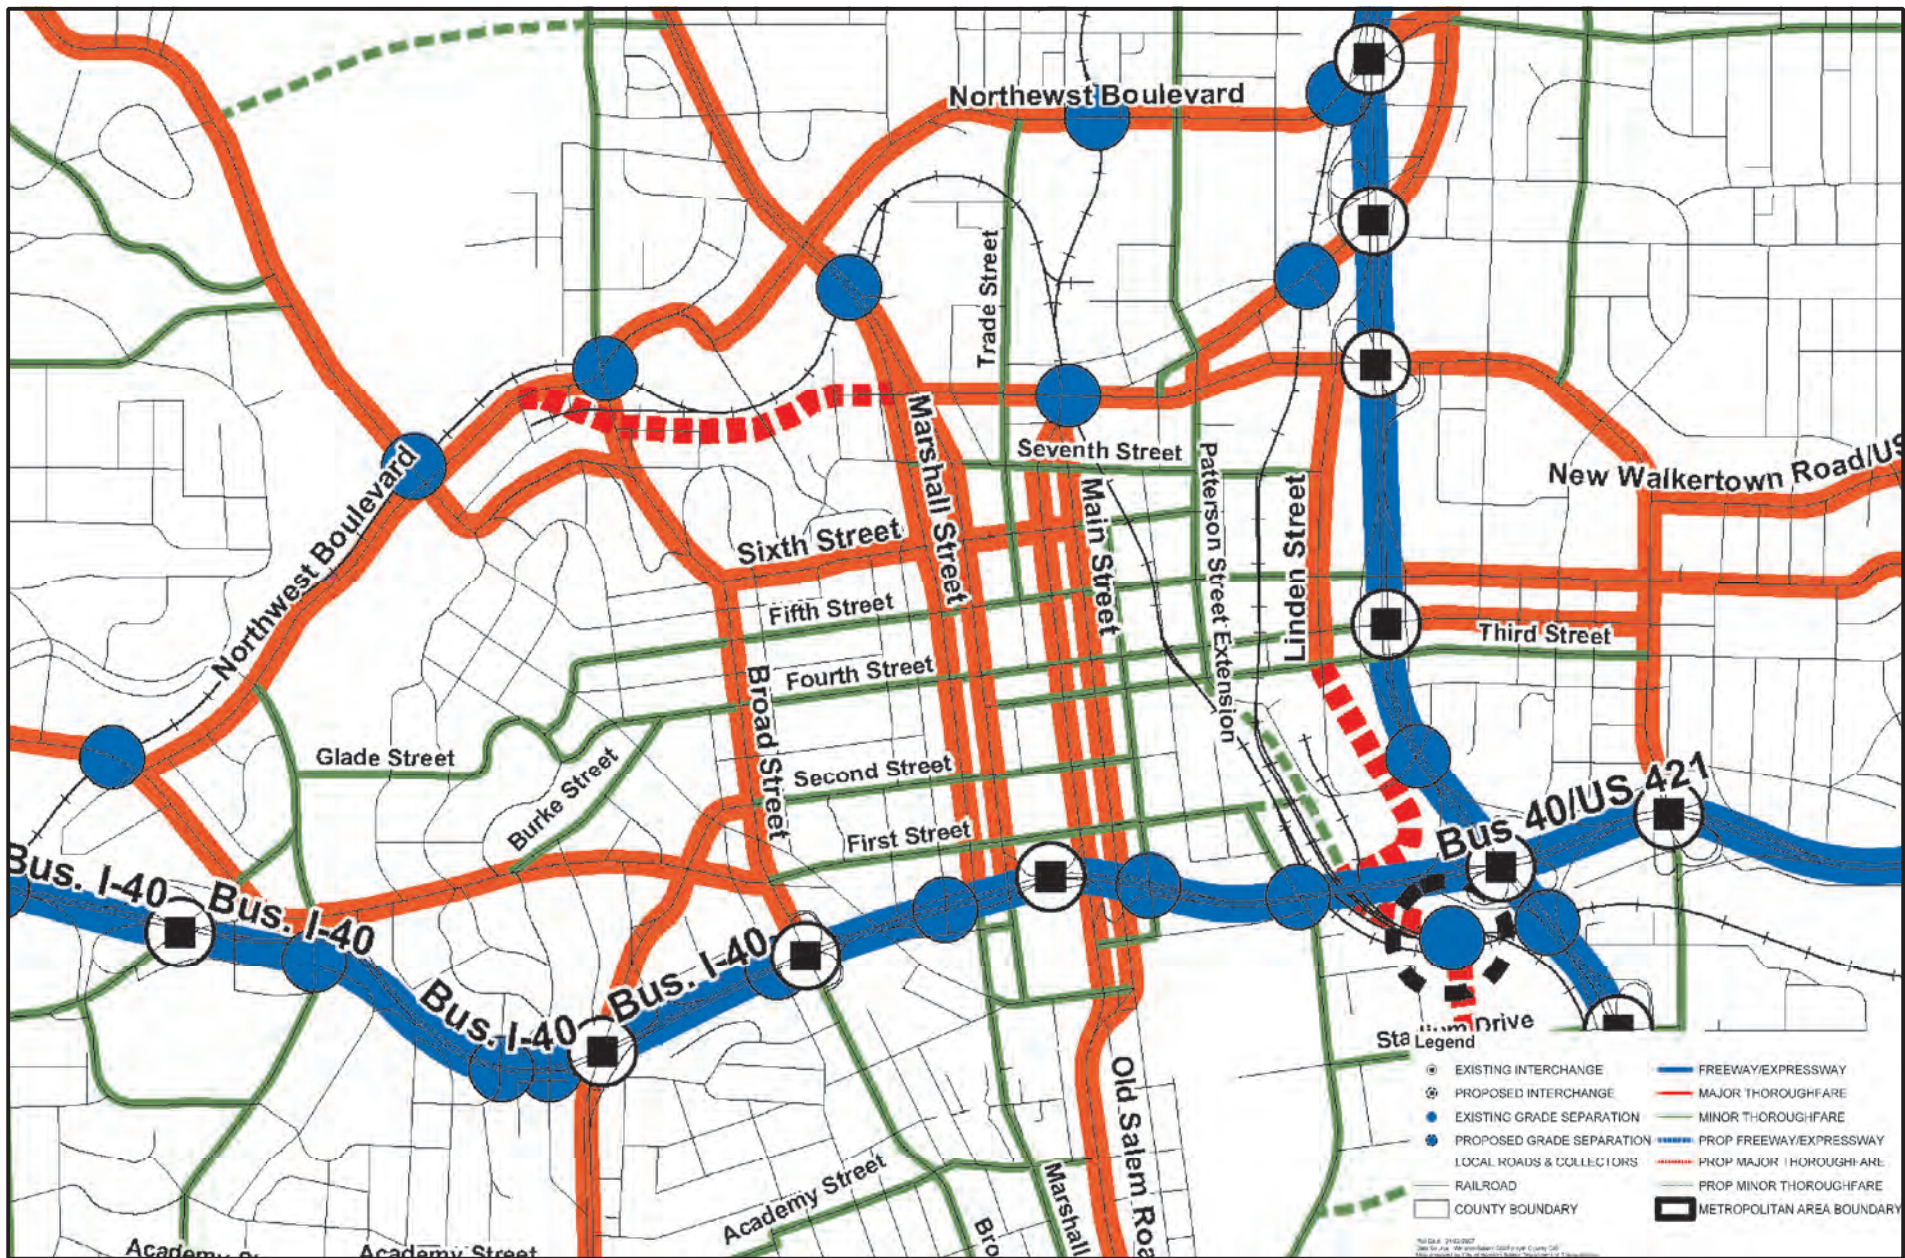 Northewst Boulevard
Trade Street
Marshall Street
Seventh Street
Patterson Street Extension
New Walkertown Road/US
Northwest Boulevard
Sixth Street
Main Street
Linden Street
Fifth Street
Third Street
Fourth Street
Broad Street
Glade Street
Second Street
Burke Street
First Street
Bus 40/US 421
Bus. I-40
Bus. I-40
Bus. I-40
Bus. I-40
Drive
Old Salem Roa
Academy Street
Marshall
Bro
Academy
Academy Street
Legend
EXISTING INTERCHANGE
PROPOSED INTERCHANGE
EXISTING GRADE SEPARATION
PROPOSED GRADE SEPARATION
LOCAL ROADS & COLLECTORS
RAILROAD
COUNTY BOUNDARY
FREEWAY/EXPRESSWAY
MAJOR THOROUGHFARE
MINOR THOROUGHFARE
PROP FREEWAY/EXPRESSWAY
PROP MAJOR THOROUGHFARE
PROP MINOR THOROUGHFARE
METROPOLITAN AREA BOUNDARY